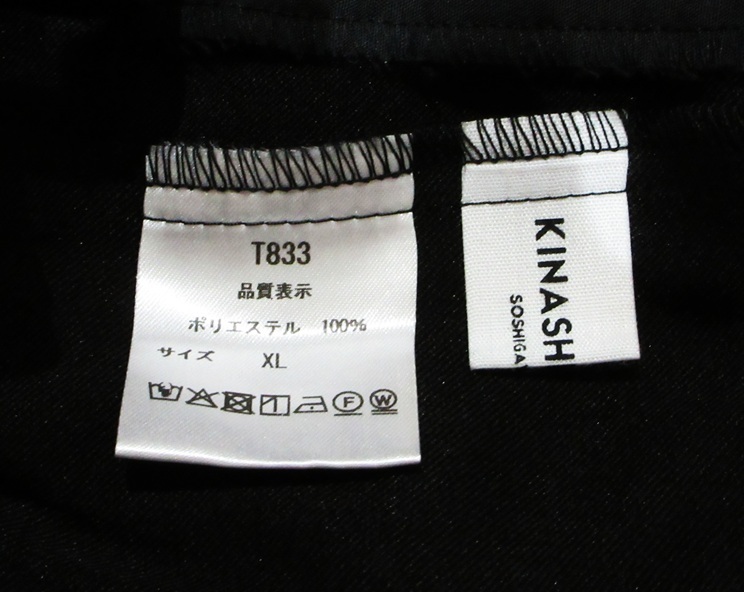 T833
品質表示
ポリエステル 100%
サイズ XL
F W
KINASH
SOSHIGA